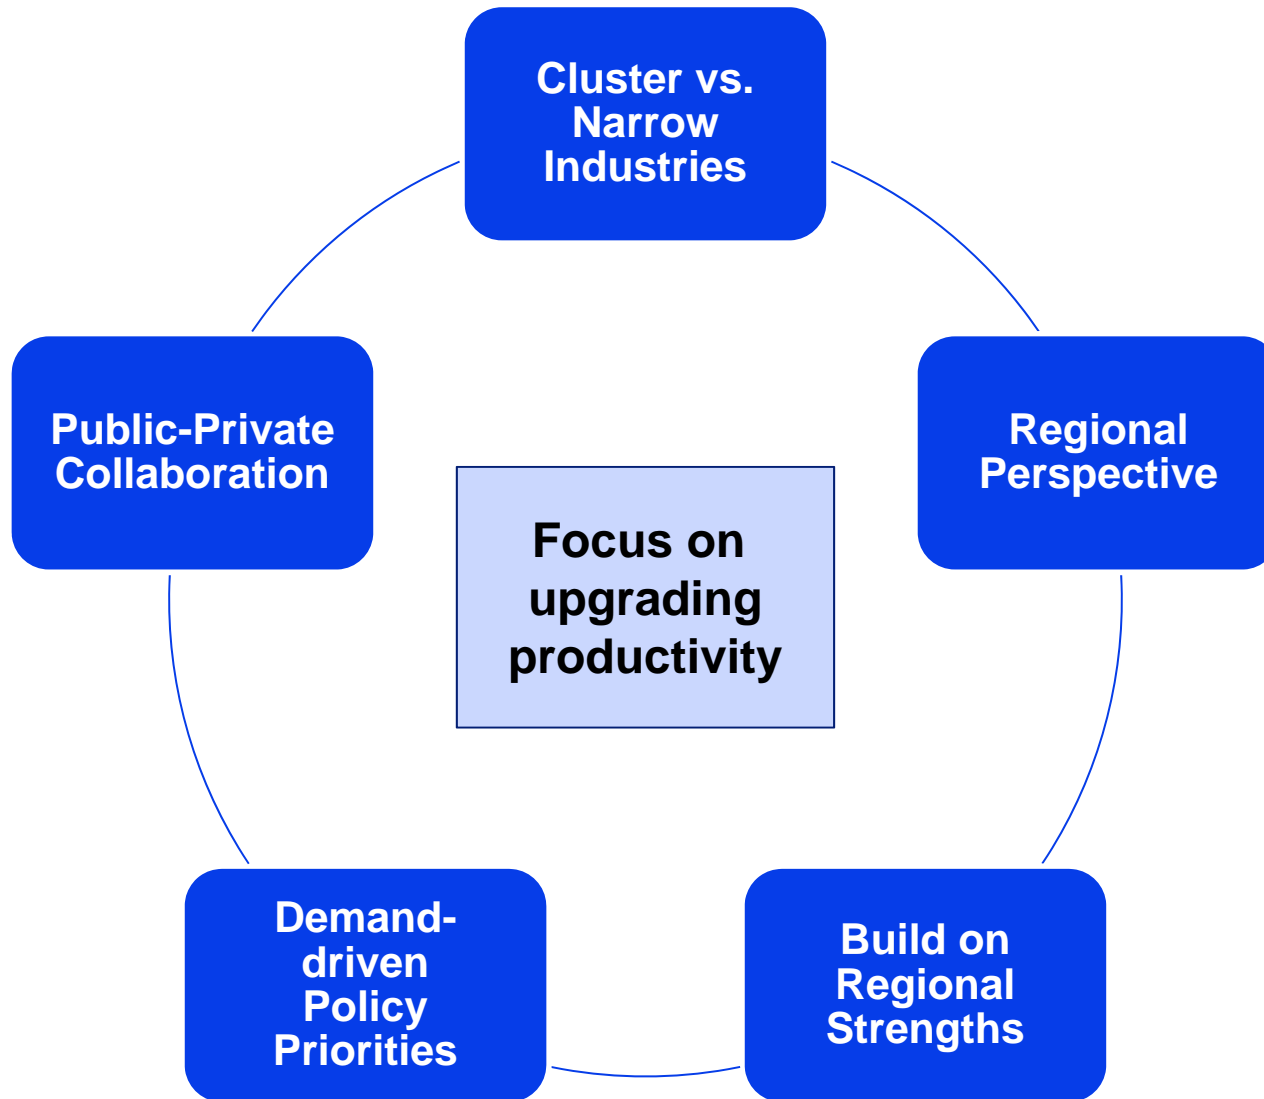 Cluster vs.
Narrow
Industries
Public-Private
Collaboration
Regional
Perspective
Focus on
upgrading
productivity
Demand-
driven
Policy
Priorities
Build on
Regional
Strengths